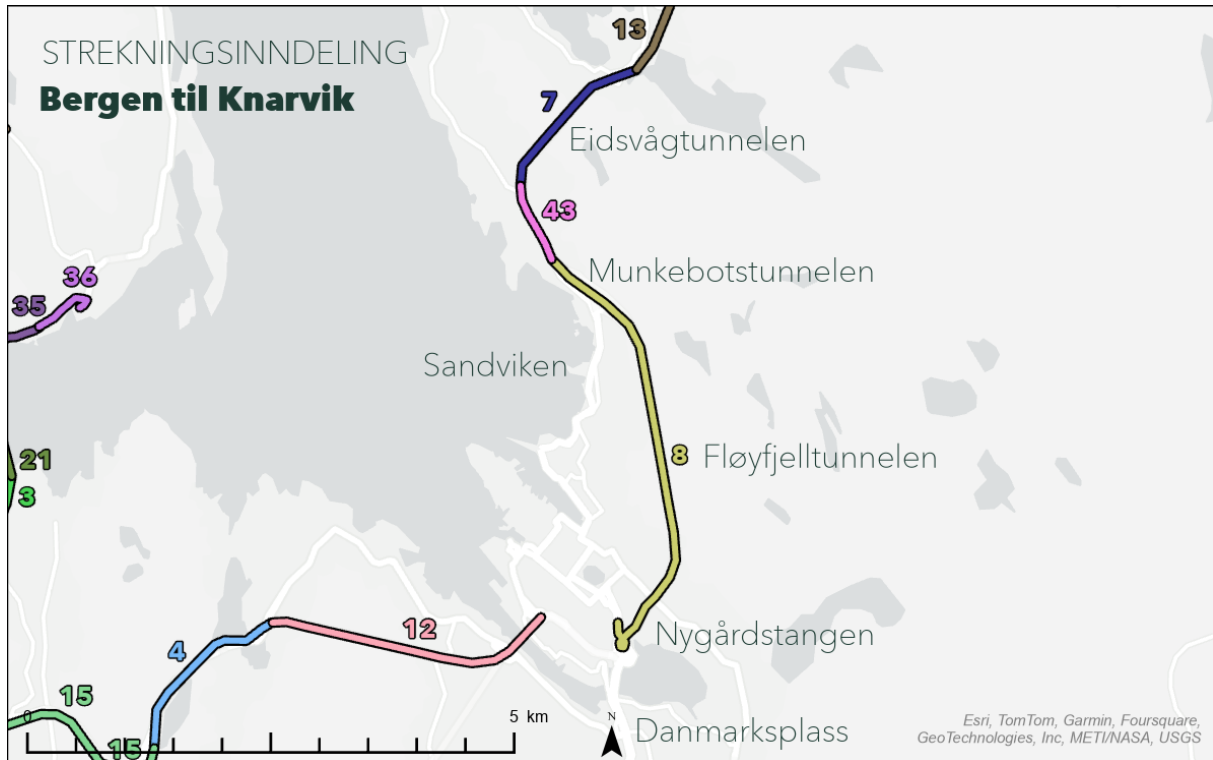 STREKNINGSINNDELING
Bergen til Knarvik
13
7
Eidsvågtunnelen
43
Munkebotstunnelen
36
35
Sandviken
21
3
8 Fløyfjelltunnelen
Nygårdstangen
12
4
15
15
0
5 km
N
Danmarksplass
Esri, TomTom, Garmin, Foursquare,
GeoTechnologies, Inc, METI/NASA, USGS